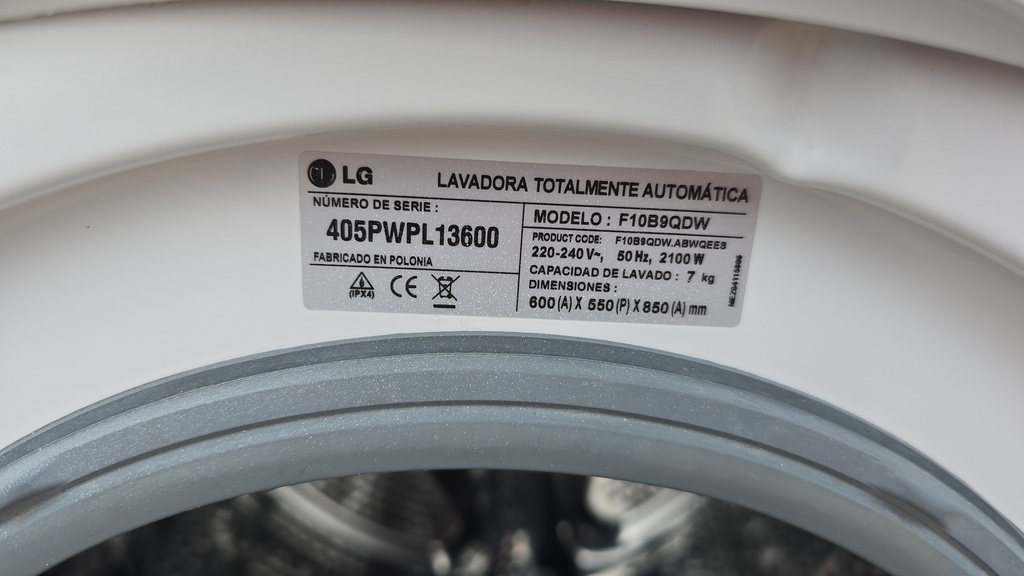 LG
LAVADORA TOTALMENTE AUTOMÁTICA
NÚMERO DE SERIE :
405PWPL13600
FABRICADO EN POLONIA
(IPX4)
CE
MODELO : F10B9QDW
PRODUCT CODE: F10B9QDW.ABWQEES
220-240 V~, 50 Hz, 2100 W
CAPACIDAD DE LAVADO : 7 kg
DIMENSIONES :
600 (A) X 550 (P) X 850 (A) mm